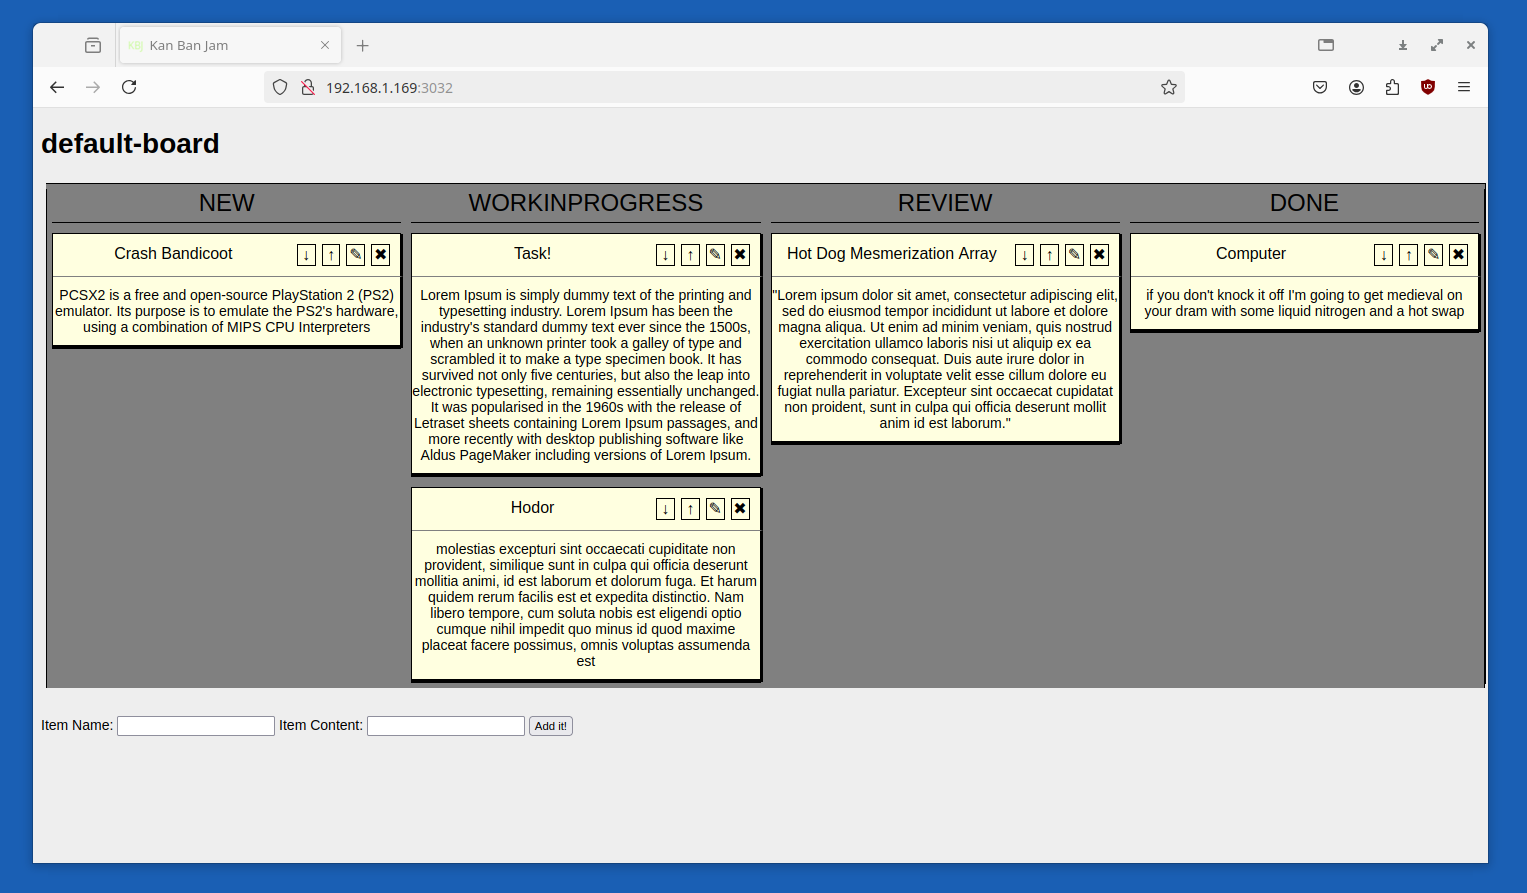 KBJ Kan Ban Jam
192.168.1.169:3032
default-board
NEW
WORKINPROGRESS
REVIEW
DONE
Crash Bandicoot ↓ ↑ ✎ ✖
PCSX2 is a free and open-source PlayStation 2 (PS2)
emulator. Its purpose is to emulate the PS2's hardware,
using a combination of MIPS CPU Interpreters
Task! ↓ ↑ ✎ ✖
Lorem Ipsum is simply dummy text of the printing and
typesetting industry. Lorem Ipsum has been the
industry's standard dummy text ever since the 1500s,
when an unknown printer took a galley of type and
scrambled it to make a type specimen book. It has
survived not only five centuries, but also the leap into
electronic typesetting, remaining essentially unchanged.
It was popularised in the 1960s with the release of
Letraset sheets containing Lorem Ipsum passages, and
more recently with desktop publishing software like
Aldus PageMaker including versions of Lorem Ipsum.
Hodor ↓ ↑ ✎ ✖
molestias excepturi sint occaecati cupiditate non
provident, similique sunt in culpa qui officia deserunt
mollitia animi, id est laborum et dolorum fuga. Et harum
quidem rerum facilis est et expedita distinctio. Nam
libero tempore, cum soluta nobis est eligendi optio
cumque nihil impedit quo minus id quod maxime
placeat facere possimus, omnis voluptas assumenda
est
Hot Dog Mesmerization Array ↓ ↑ ✎ ✖
"Lorem ipsum dolor sit amet, consectetur adipiscing elit,
sed do eiusmod tempor incididunt ut labore et dolore
magna aliqua. Ut enim ad minim veniam, quis nostrud
exercitation ullamco laboris nisi ut aliquip ex ea
commodo consequat. Duis aute irure dolor in
reprehenderit in voluptate velit esse cillum dolore eu
fugiat nulla pariatur. Excepteur sint occaecat cupidatat
non proident, sunt in culpa qui officia deserunt mollit
anim id est laborum."
Computer ↓ ↑ ✎ ✖
if you don't knock it off I'm going to get medieval on
your dram with some liquid nitrogen and a hot swap
Item Name: Item Content: Add it!